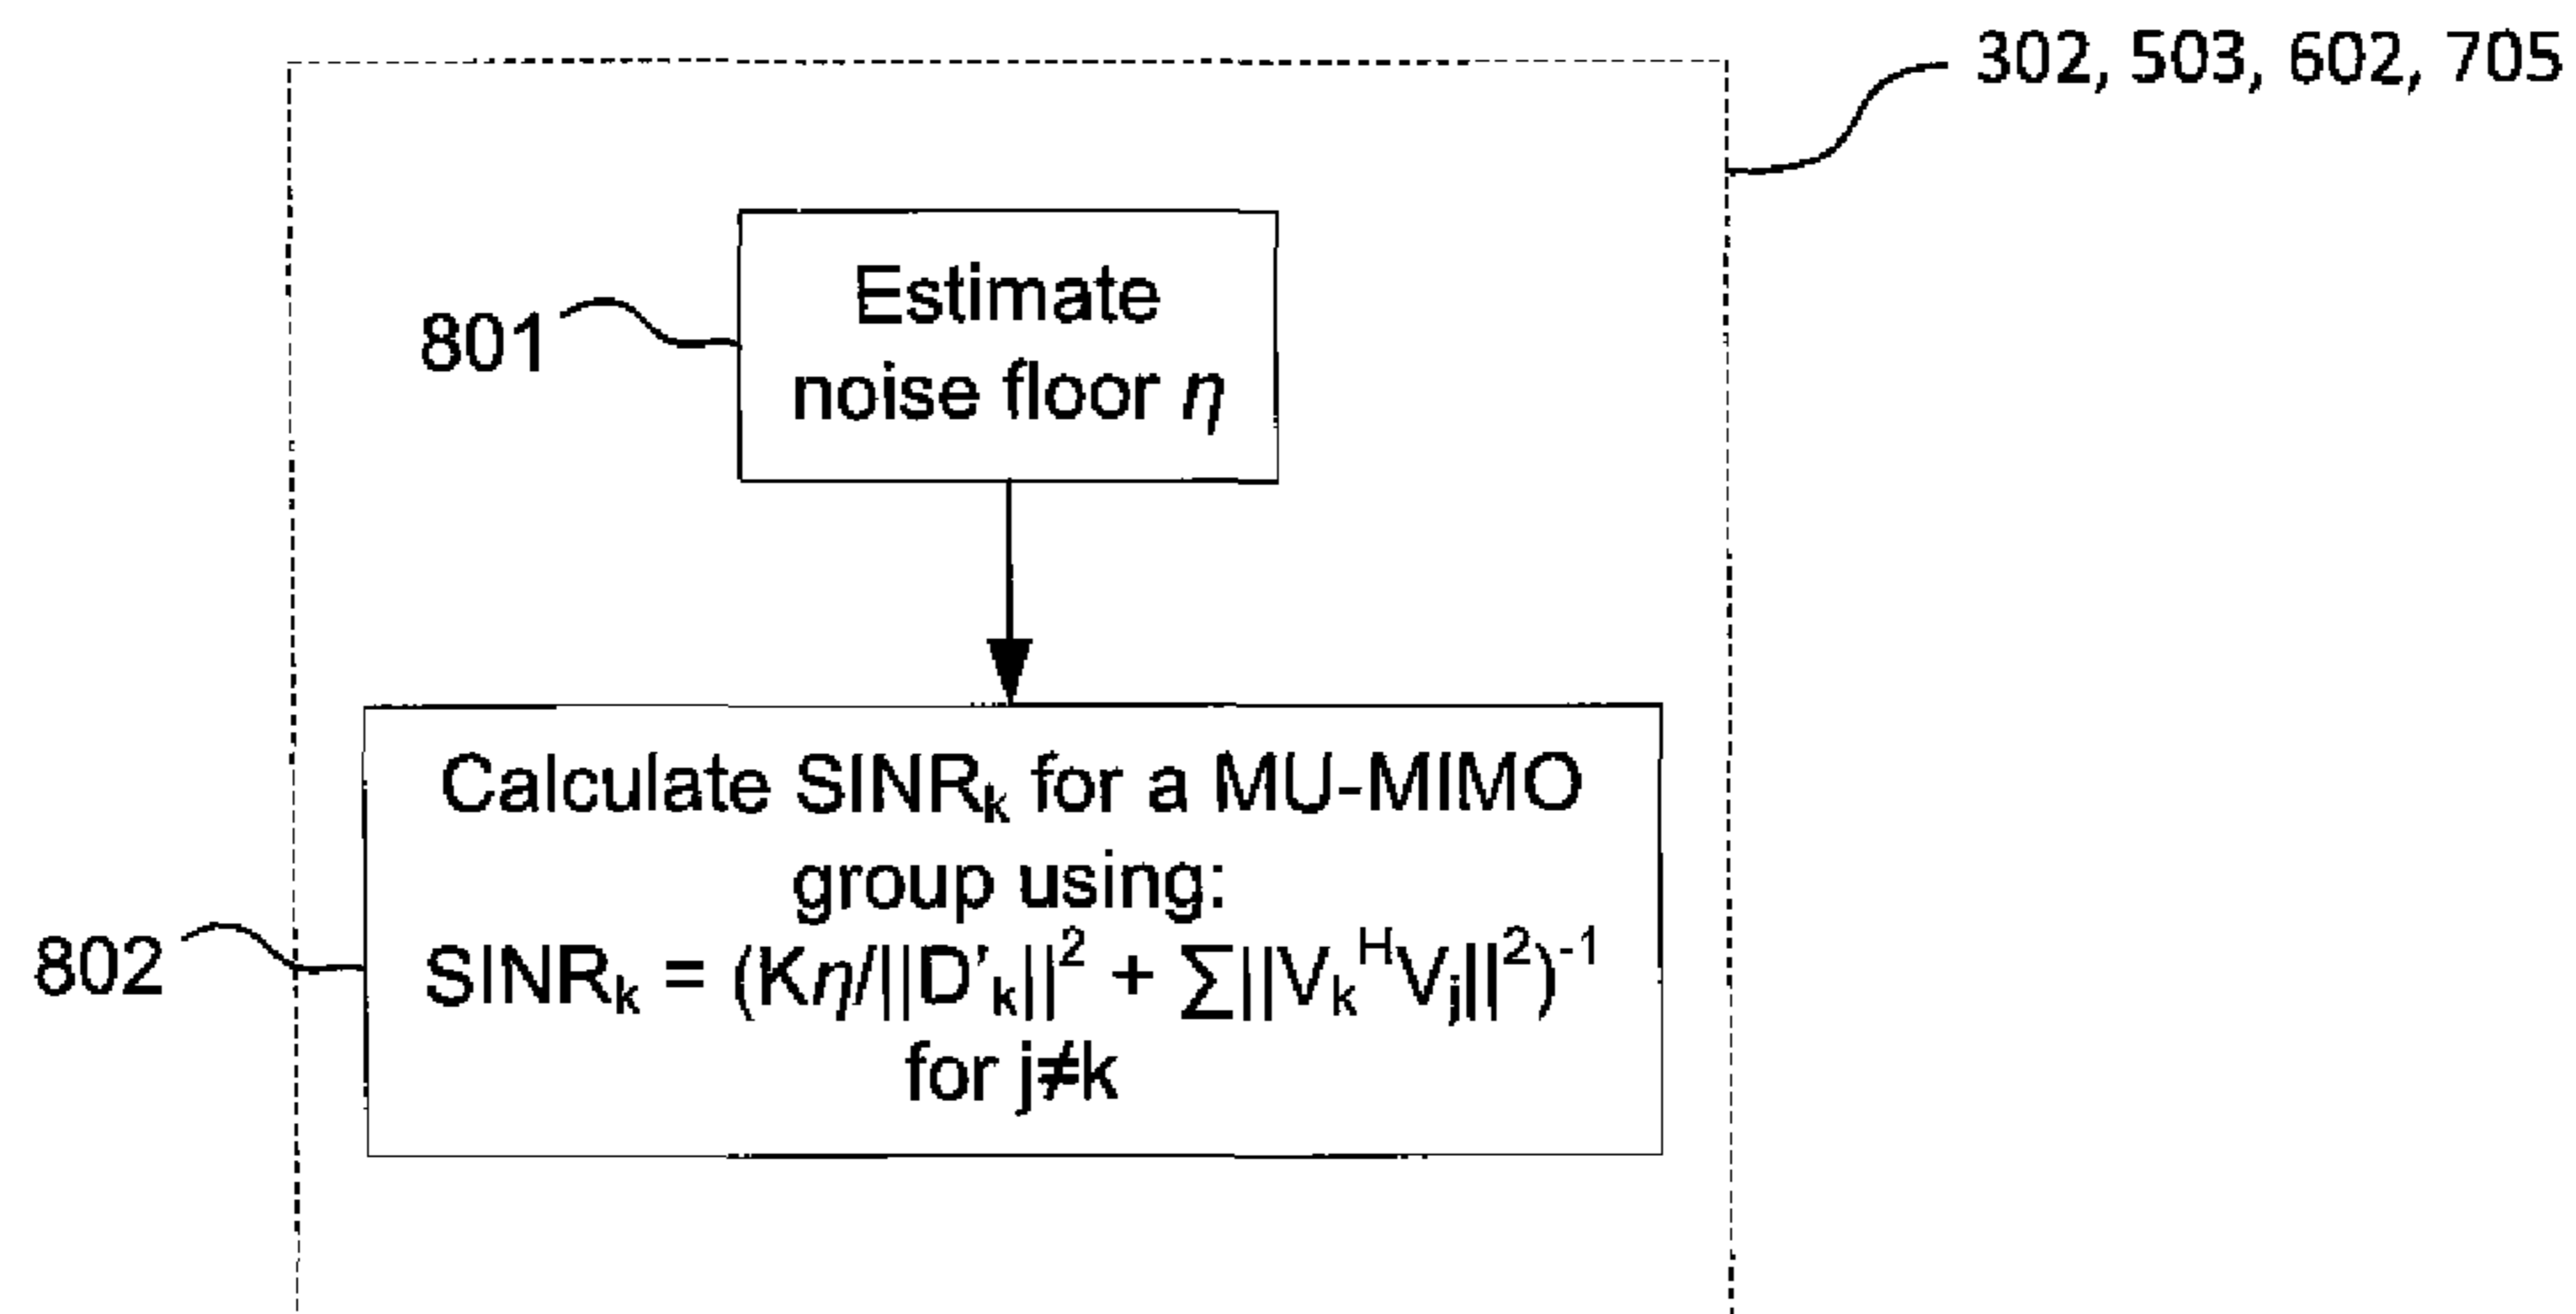 302, 503, 602, 705
801
Estimate
noise floor η
802
Calculate SINRₖ for a MU-MIMO
group using:
SINRₖ = (Kη/||D’ₖ||² + ∑||VₖᴴVⱼ||²)⁻¹
for j≠k